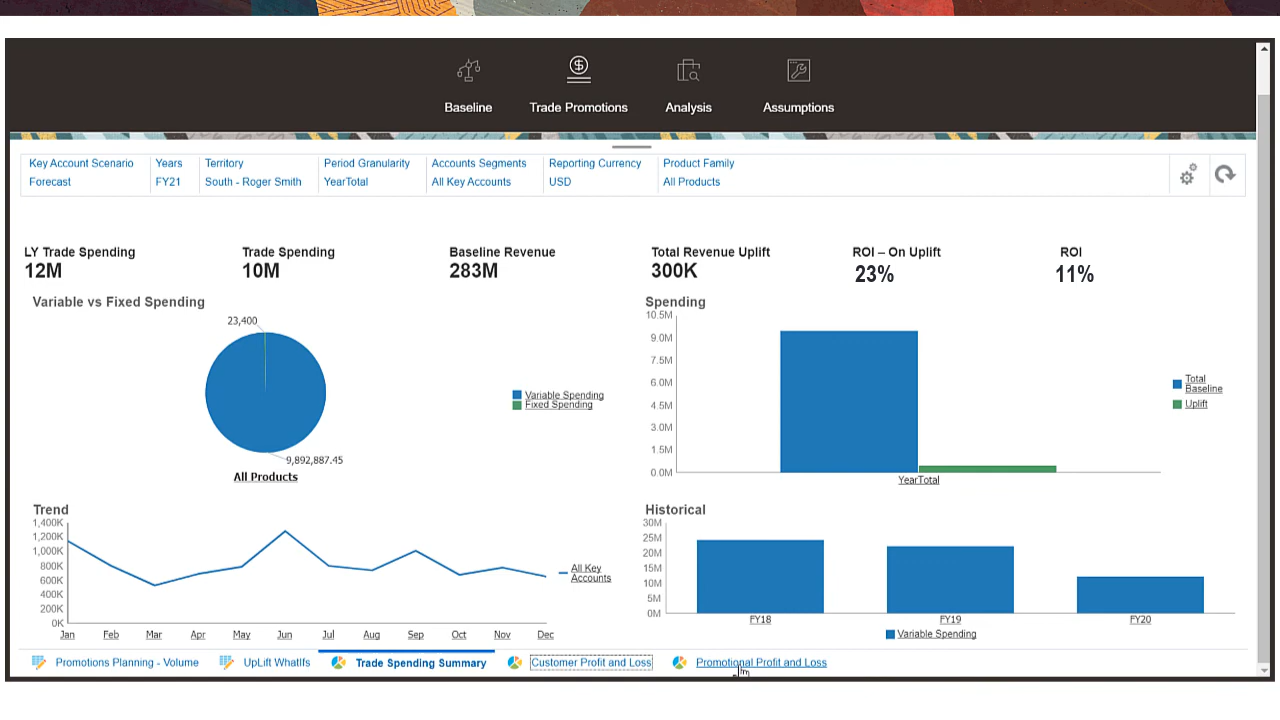 Baseline
Trade Promotions
Analysis
Assumptions
Key Account Scenario
Forecast
Years
FY21
Territory
South - Roger Smith
Period Granularity
YearTotal
Accounts Segments
All Key Accounts
Reporting Currency
USD
Product Family
All Products
LY Trade Spending
12M
Trade Spending
10M
Baseline Revenue
283M
Total Revenue Uplift
300K
ROI – On Uplift
23%
ROI
11%
Variable vs Fixed Spending
23,400
9,892,887.45
All Products
Variable Spending
Fixed Spending
Spending
10.5M
9.0M
7.5M
6.0M
4.5M
3.0M
1.5M
0.0M
YearTotal
Total
Baseline
Uplift
Trend
1,400K
1,200K
1,000K
800K
600K
400K
200K
0K
Jan Feb Mar Apr May Jun Jul Aug Sep Oct Nov Dec
All Key
Accounts
Historical
30M
25M
20M
15M
10M
5M
0M
FY18 FY19 FY20
Variable Spending
Promotions Planning - Volume
UpLift WhatIfs
Trade Spending Summary
Customer Profit and Loss
Promotional Profit and Loss